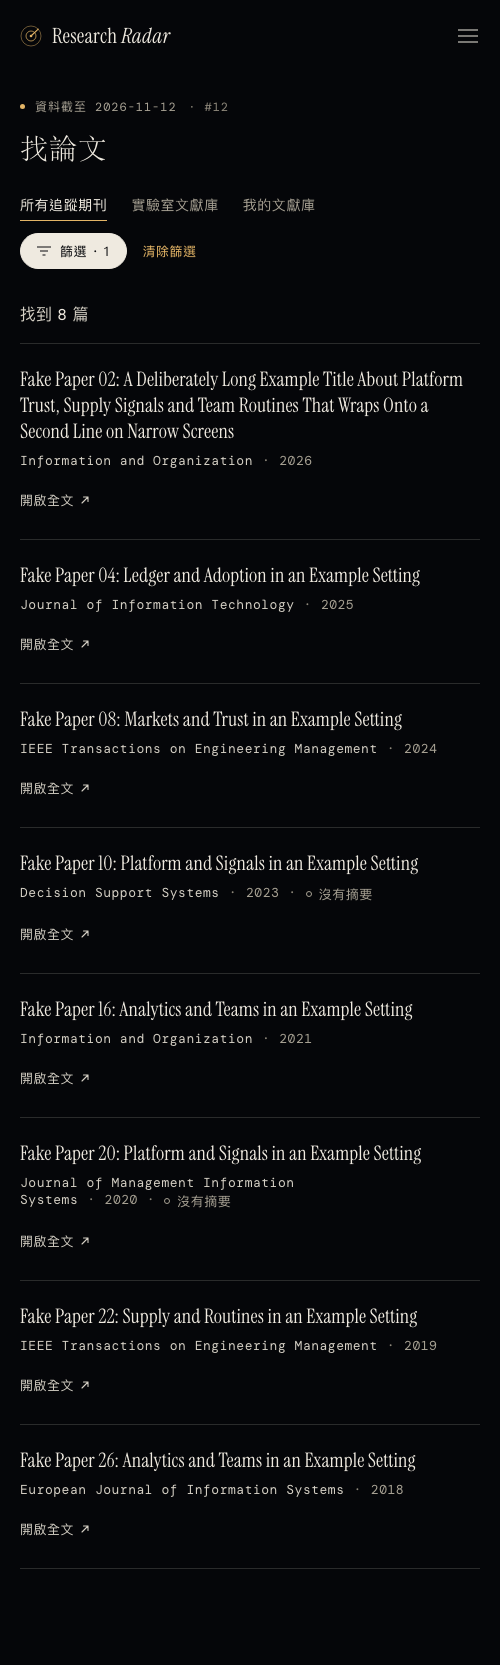 Research Radar
資料截至 2026-11-12 · #12
找論文
所有追蹤期刊 實驗室文獻庫 我的文獻庫
篩選 · 1 清除篩選
找到 8 篇
Fake Paper 02: A Deliberately Long Example Title About Platform
Trust, Supply Signals and Team Routines That Wraps Onto a
Second Line on Narrow Screens
Information and Organization · 2026
開啟全文 ↗
Fake Paper 04: Ledger and Adoption in an Example Setting
Journal of Information Technology · 2025
開啟全文 ↗
Fake Paper 08: Markets and Trust in an Example Setting
IEEE Transactions on Engineering Management · 2024
開啟全文 ↗
Fake Paper 10: Platform and Signals in an Example Setting
Decision Support Systems · 2023 · 沒有摘要
開啟全文 ↗
Fake Paper 16: Analytics and Teams in an Example Setting
Information and Organization · 2021
開啟全文 ↗
Fake Paper 20: Platform and Signals in an Example Setting
Journal of Management Information
Systems · 2020 · 沒有摘要
開啟全文 ↗
Fake Paper 22: Supply and Routines in an Example Setting
IEEE Transactions on Engineering Management · 2019
開啟全文 ↗
Fake Paper 26: Analytics and Teams in an Example Setting
European Journal of Information Systems · 2018
開啟全文 ↗